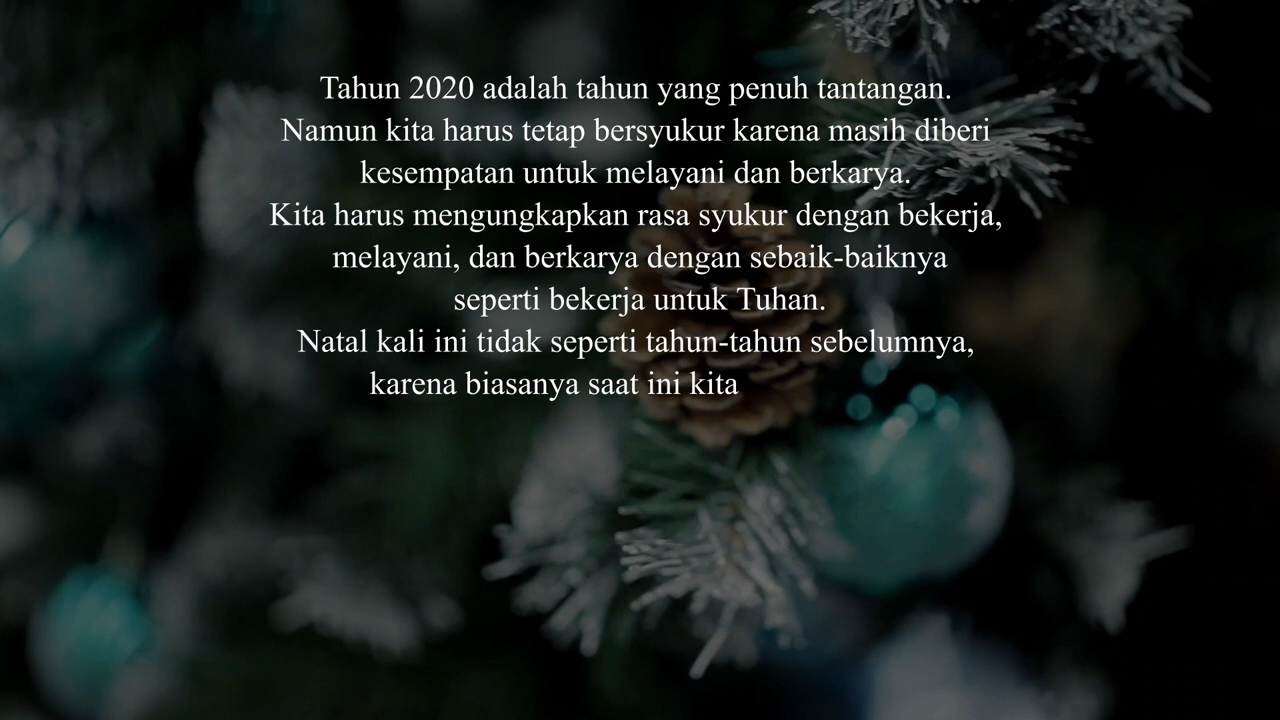 Tahun 2020 adalah tahun yang penuh tantangan.
Namun kita harus tetap bersyukur karena masih diberi
kesempatan untuk melayani dan berkarya.
Kita harus mengungkapkan rasa syukur dengan bekerja,
melayani, dan berkarya dengan sebaik-baiknya
seperti bekerja untuk Tuhan.
Natal kali ini tidak seperti tahun-tahun sebelumnya,
karena biasanya saat ini kita